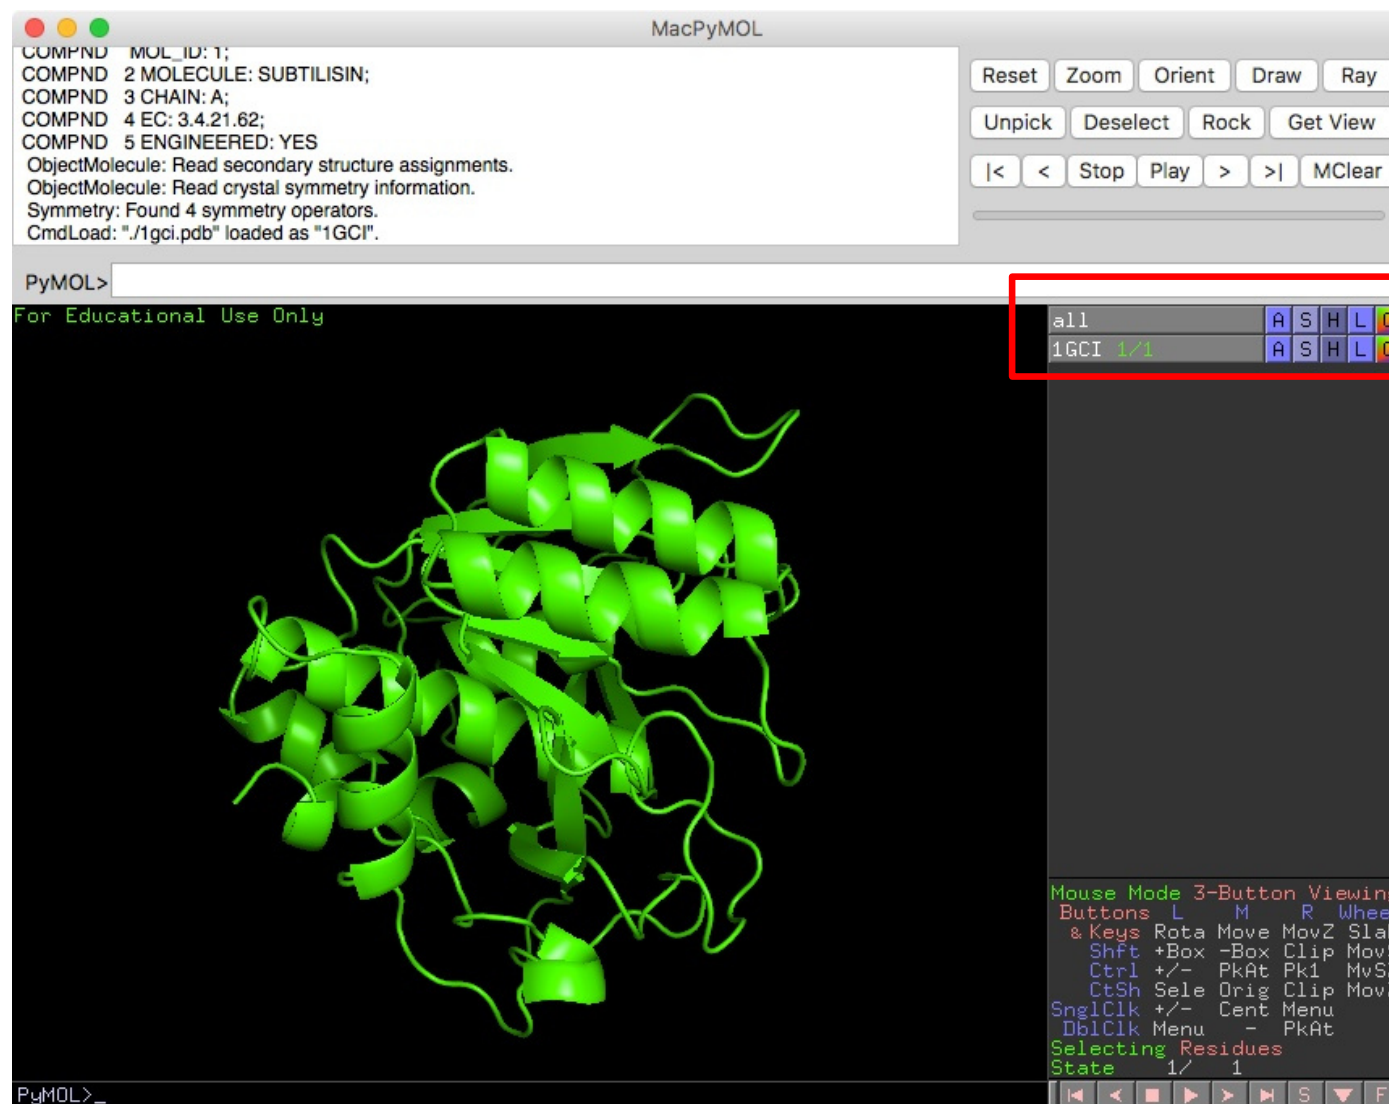 MacPyMOL
COMPND MOL_ID: 1;
COMPND 2 MOLECULE: SUBTILISIN;
COMPND 3 CHAIN: A;
COMPND 4 EC: 3.4.21.62;
COMPND 5 ENGINEERED: YES
ObjectMolecule: Read secondary structure assignments.
ObjectMolecule: Read crystal symmetry information.
Symmetry: Found 4 symmetry operators.
CmdLoad: "./1gci.pdb" loaded as "1GCI".
Reset Zoom Orient Draw Ray
Unpick Deselect Rock Get View
|< < Stop Play > >| MClear
PyMOL>
For Educational Use Only
all A S H L
1GCI 1/1 A S H L
Mouse Mode 3-Button Viewing
Buttons L M R Whee
& Keys Rota Move MovZ Sla
Shft +Box -Box Clip Mov
Ctrl +/- PkAt Pk1 MvS
CtSh Sele Orig Clip Mov
SnglClk +/- Cent Menu
DblClk Menu - PkAt
Selecting Residues
State 1/ 1
PyMOL>_
S F